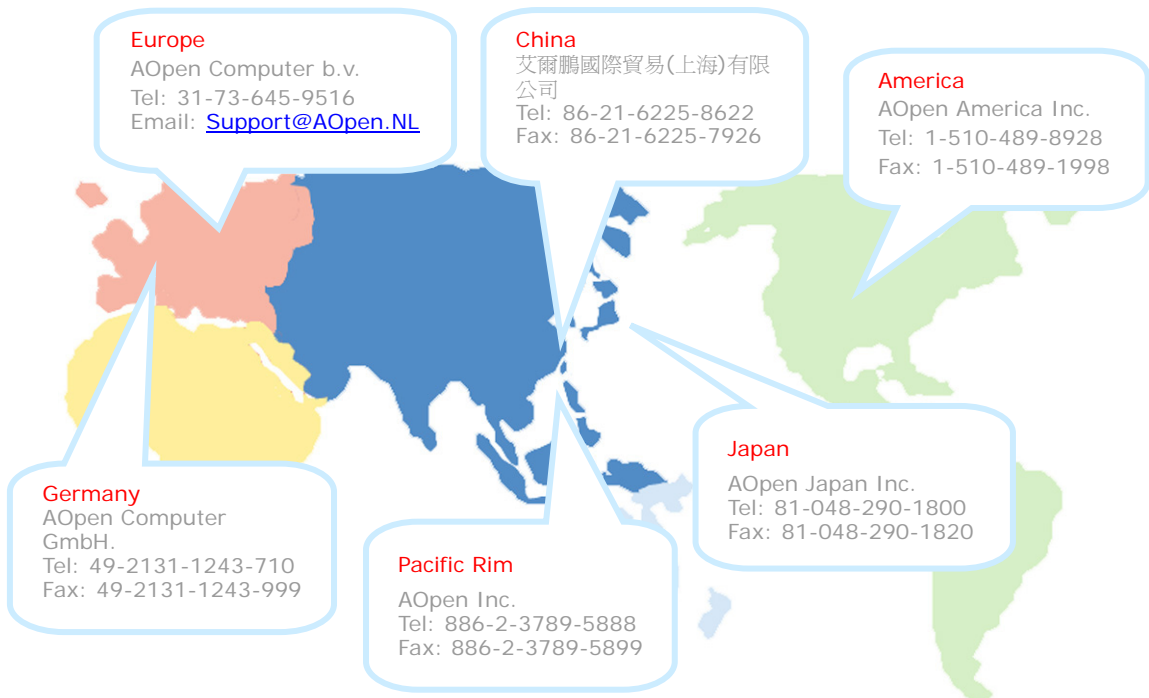 Europe
AOpen Computer b.v.
Tel: 31-73-645-9516
Email: Support@AOpen.NL
China
艾爾鵬國際貿易(上海)有限
公司
Tel: 86-21-6225-8622
Fax: 86-21-6225-7926
America
AOpen America Inc.
Tel: 1-510-489-8928
Fax: 1-510-489-1998
Germany
AOpen Computer
GmbH.
Tel: 49-2131-1243-710
Fax: 49-2131-1243-999
Pacific Rim
AOpen Inc.
Tel: 886-2-3789-5888
Fax: 886-2-3789-5899
Japan
AOpen Japan Inc.
Tel: 81-048-290-1800
Fax: 81-048-290-1820